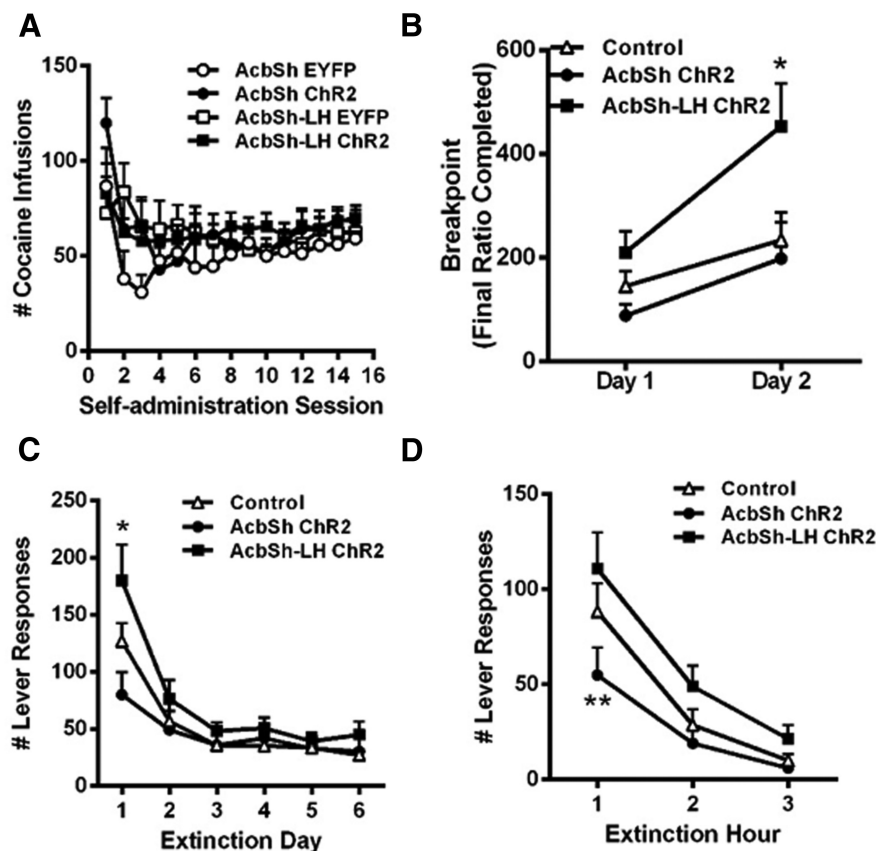 A
150
100
50
0
# Cocaine Infusions
AcbSh EYFP
AcbSh ChR2
AcbSh-LH EYFP
AcbSh-LH ChR2
0 2 4 6 8 10 12 14 16
Self-administration Session
B
600
400
200
0
Breakpoint
(Final Ratio Completed)
Control
AcbSh ChR2
AcbSh-LH ChR2
*
Day 1 Day 2
C
250
200
150
100
50
0
# Lever Responses
*
Control
AcbSh ChR2
AcbSh-LH ChR2
1 2 3 4 5 6
Extinction Day
D
150
100
50
0
# Lever Responses
Control
AcbSh ChR2
AcbSh-LH ChR2
**
1 2 3
Extinction Hour